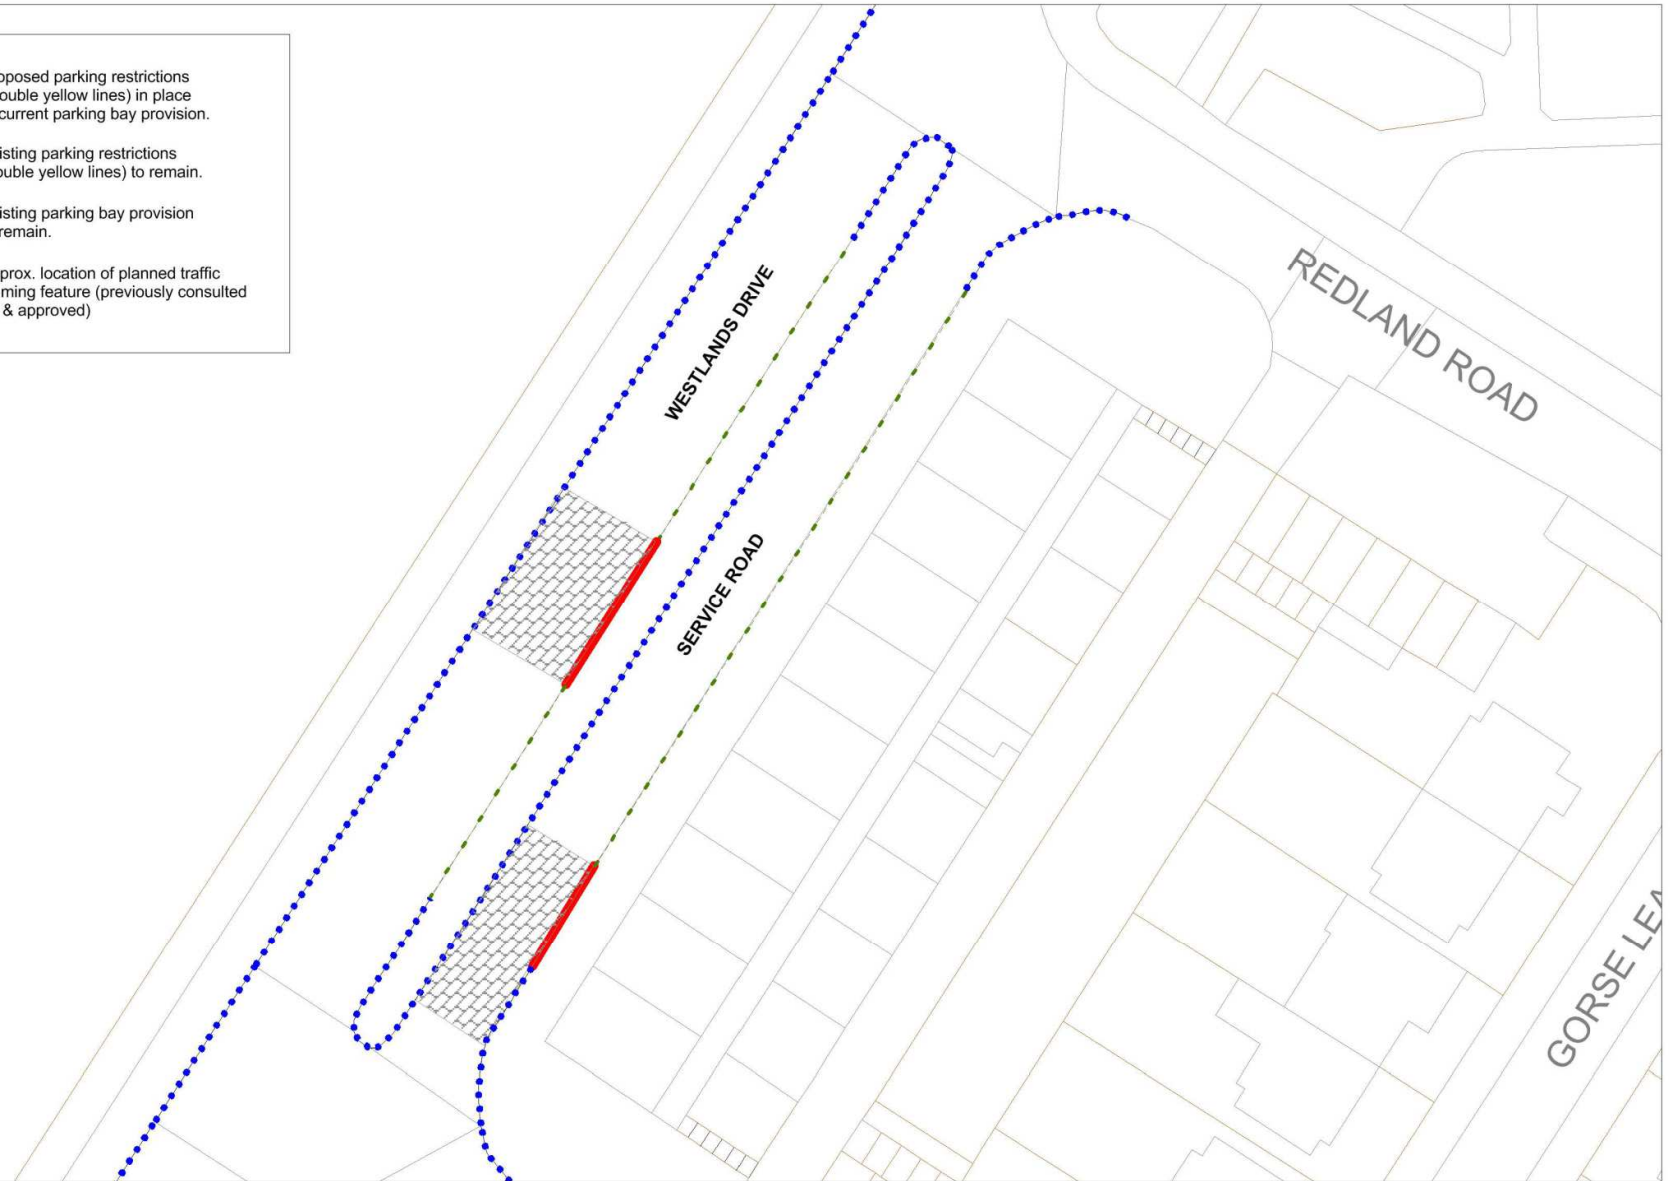 oposed parking restrictions
ouble yellow lines) in place
current parking bay provision.
isting parking restrictions
ouble yellow lines) to remain.
isting parking bay provision
remain.
prox. location of planned traffic
ming feature (previously consulted
& approved)
WESTLANDS DRIVE
REDLAND ROAD
SERVICE ROAD
GORSE LEA